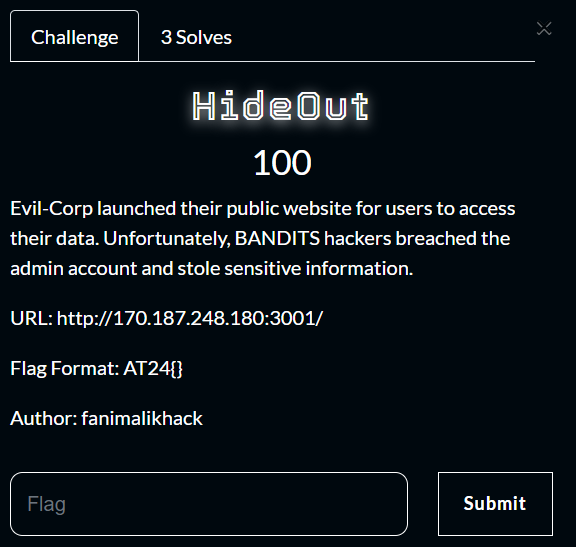 Challenge
3 Solves
HideOut
100
Evil-Corp launched their public website for users to access
their data. Unfortunately, BANDITS hackers breached the
admin account and stole sensitive information.
URL: http://170.187.248.180:3001/
Flag Format: AT24{}
Author: fanimalikhack
Flag
Submit